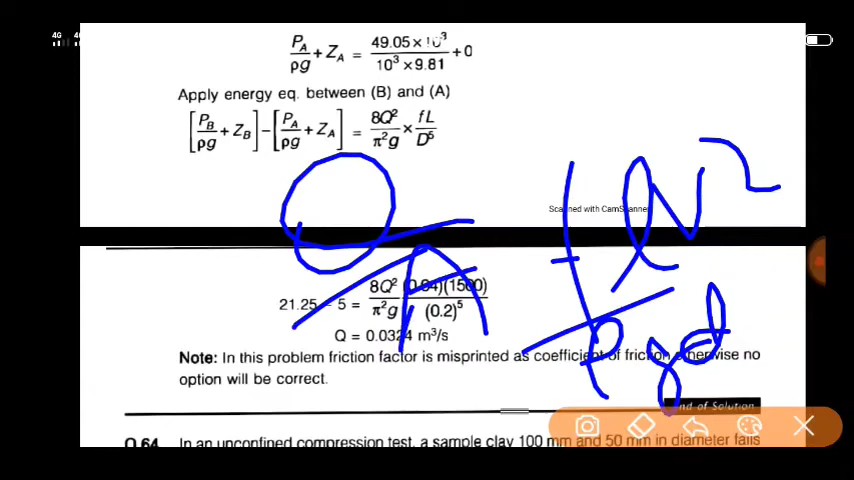 4G 4G
P_A/ρg + Z_A = 49.05 × 10³/10³ × 9.81 + 0
Apply energy eq. between (B) and (A)
[P_B/ρg + Z_B] − [P_A/ρg + Z_A] = 8Q²/π²g × fL/D⁵
Scanned with CamScanner
Q/A
flv²/ρgd
21.25 − 5 = 8Q²/π²g (0.04)(1500)/(0.2)⁵
Q = 0.0324 m³/s
Note: In this problem friction factor is misprinted as coefficient of friction otherwise no
option will be correct.
End of Solution
Q.64 In an unconfined compression test, a sample clay 100 mm and 50 mm in diameter fails